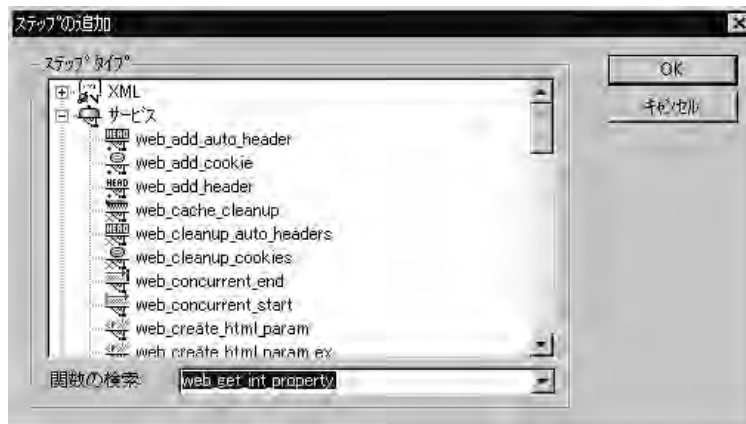 ステップの追加
ステップ タイプ
XML
サービス
web_add_auto_header
web_add_cookie
web_add_header
web_cache_cleanup
web_cleanup_auto_headers
web_cleanup_cookies
web_concurrent_end
web_concurrent_start
web_create_html_param
web_create_html_param_ex
関数の検索:
web_get_int_property
OK
キャンセル